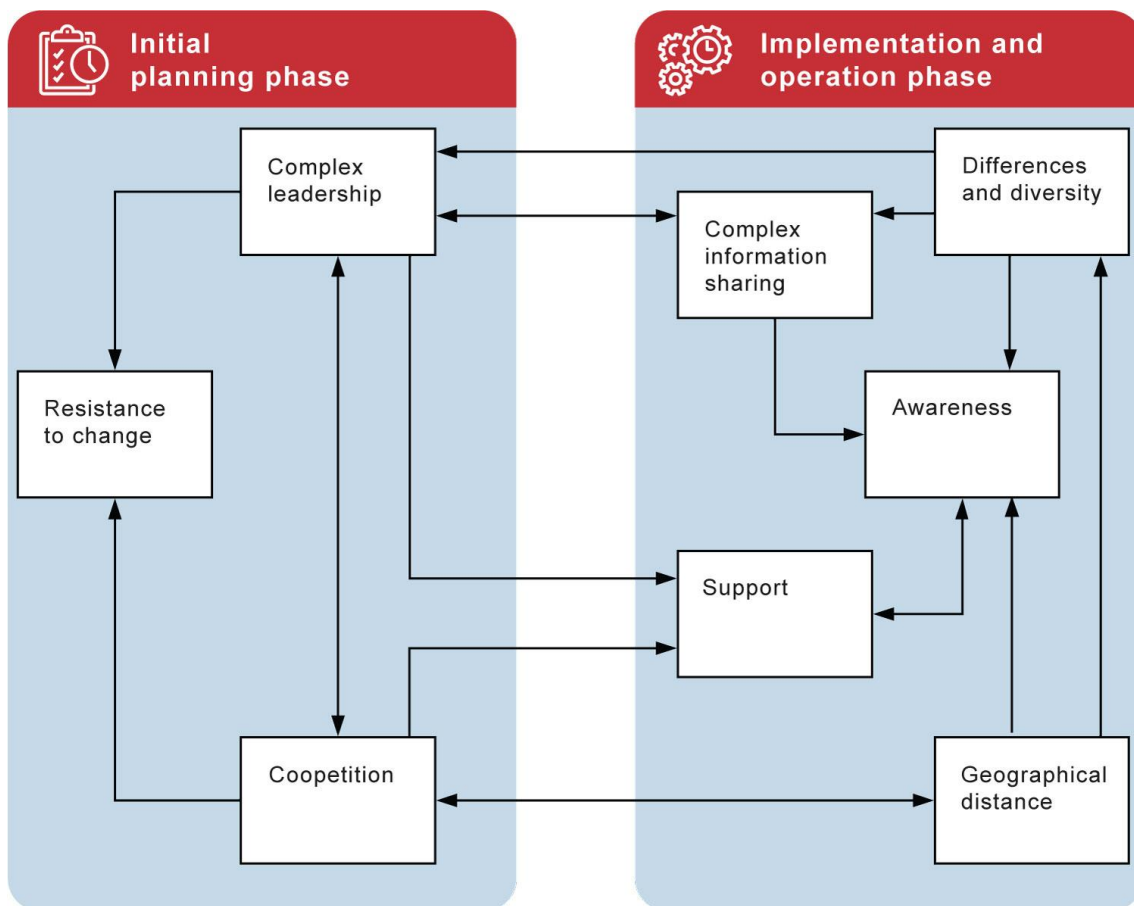 Initial
planning phase
Implementation and
operation phase
Complex
leadership
Differences
and diversity
Complex
information
sharing
Resistance
to change
Awareness
Support
Coopetition
Geographical
distance